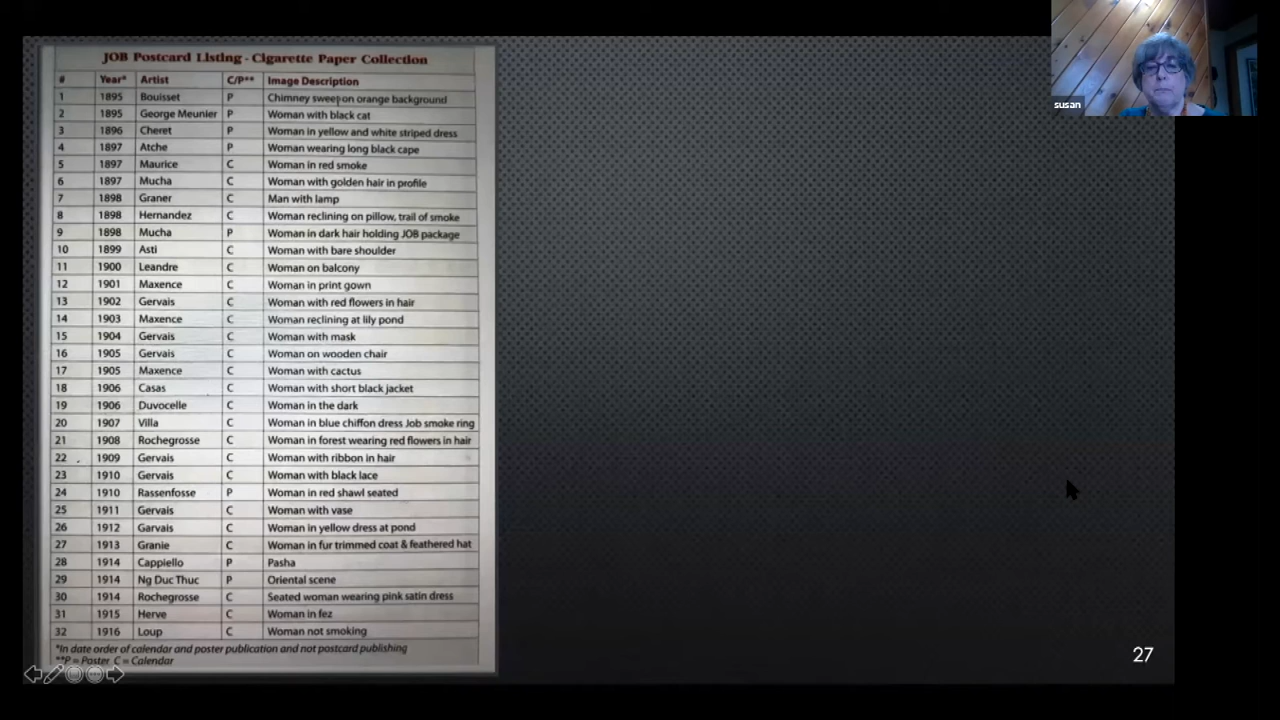 susan
JOB Postcard Listing - Cigarette Paper Collection
# Year* Artist C/P** Image Description
1 1895 Bouisset P Chimney sweep on orange background
2 1895 George Meunier P Woman with black cat
3 1896 Cheret P Woman in yellow and white striped dress
4 1897 Atche P Woman wearing long black cape
5 1897 Maurice C Woman in red smoke
6 1897 Mucha C Woman with golden hair in profile
7 1898 Graner C Man with lamp
8 1898 Hernandez C Woman reclining on pillow, trail of smoke
9 1898 Mucha P Woman in dark hair holding JOB package
10 1899 Asti C Woman with bare shoulder
11 1900 Leandre C Woman on balcony
12 1901 Maxence C Woman in print gown
13 1902 Gervais C Woman with red flowers in hair
14 1903 Maxence C Woman reclining at lily pond
15 1904 Gervais C Woman with mask
16 1905 Gervais C Woman on wooden chair
17 1905 Maxence C Woman with cactus
18 1906 Casas C Woman with short black jacket
19 1906 Duvocelle C Woman in the dark
20 1907 Villa C Woman in blue chiffon dress Job smoke ring
21 1908 Rochegrosse C Woman in forest wearing red flowers in hair
22 1909 Gervais C Woman with ribbon in hair
23 1910 Gervais C Woman with black lace
24 1910 Rassenfosse P Woman in red shawl seated
25 1911 Gervais C Woman with vase
26 1912 Garvais C Woman in yellow dress at pond
27 1913 Granie C Woman in fur trimmed coat & feathered hat
28 1914 Cappiello P Pasha
29 1914 Ng Duc Thuc P Oriental scene
30 1914 Rochegrosse C Seated woman wearing pink satin dress
31 1915 Herve C Woman in fez
32 1916 Loup C Woman not smoking
*In date order of calendar and poster publication and not postcard publishing
**P = Poster C = Calendar
27